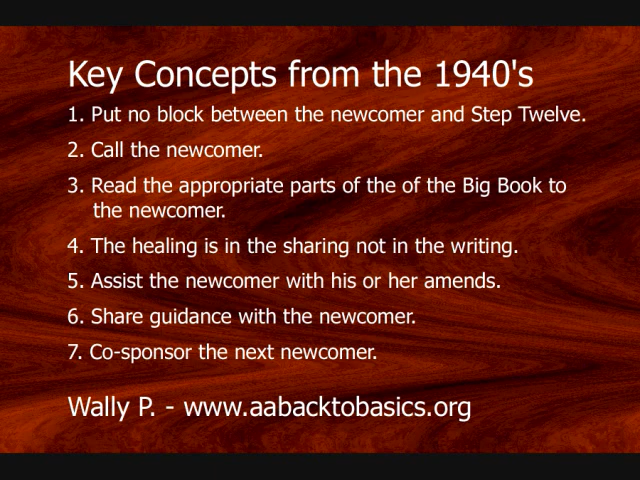 Key Concepts from the 1940's
1. Put no block between the newcomer and Step Twelve.
2. Call the newcomer.
3. Read the appropriate parts of the of the Big Book to
the newcomer.
4. The healing is in the sharing not in the writing.
5. Assist the newcomer with his or her amends.
6. Share guidance with the newcomer.
7. Co-sponsor the next newcomer.
Wally P. - www.aabacktobasics.org